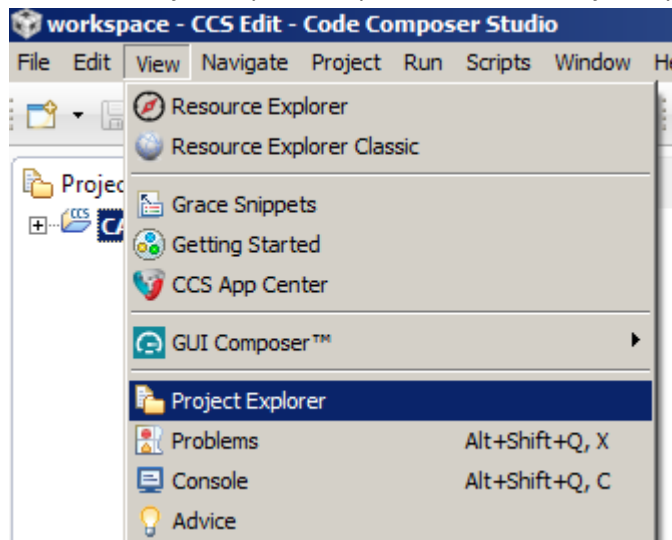 workspace - CCS Edit - Code Composer Studio
File Edit View Navigate Project Run Scripts Window
Resource Explorer
Resource Explorer Classic
Grace Snippets
Getting Started
CCS App Center
GUI Composer™
Project Explorer
Problems Alt+Shift+Q, X
Console Alt+Shift+Q, C
Advice